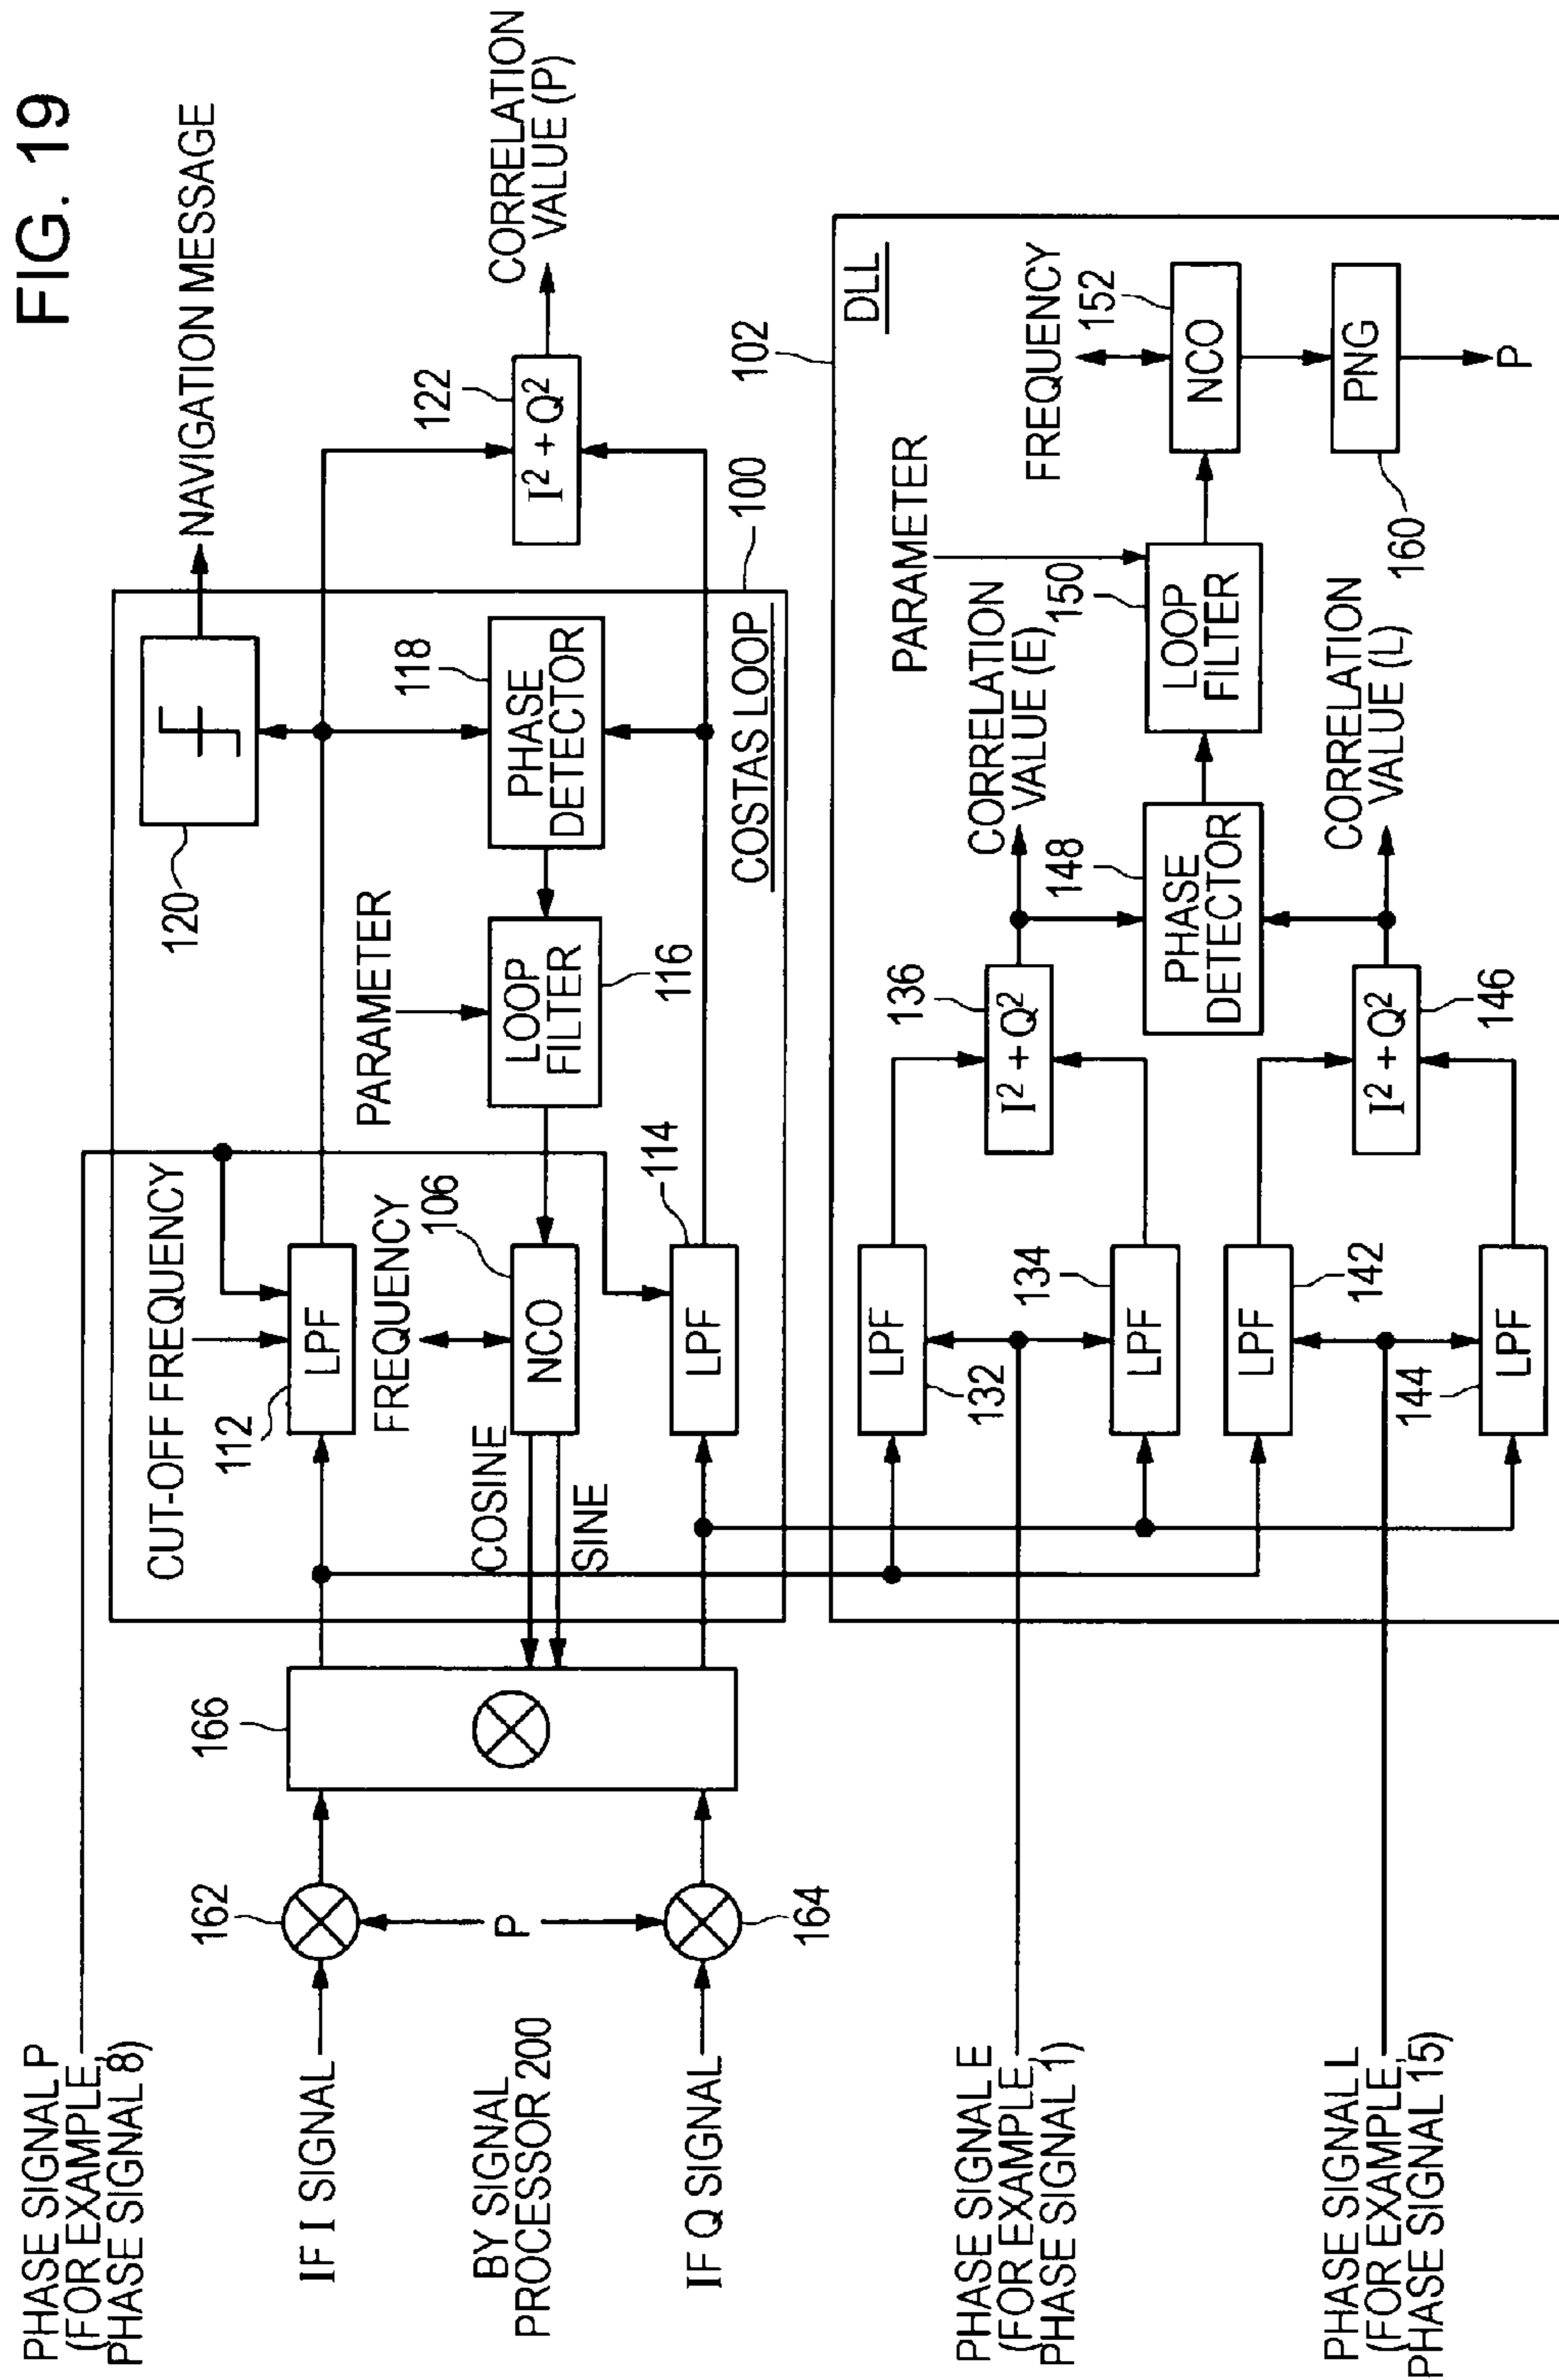 FIG. 19
PHASE SIGNAL P
(FOR EXAMPLE,
PHASE SIGNAL 8)
IF I SIGNAL
BY SIGNAL
PROCESSOR 200
IF Q SIGNAL
162
P
164
166
CUT-OFF FREQUENCY
112
LPF
FREQUENCY
106
NCO
COSINE
SINE
114
LPF
PARAMETER
LOOP
FILTER
116
118
PHASE
DETECTOR
120
COSTAS LOOP
100
NAVIGATION MESSAGE
122
I² + Q²
CORRELATION
VALUE (P)
102
DLL
PHASE SIGNAL E
(FOR EXAMPLE,
PHASE SIGNAL 1)
PHASE SIGNAL L
(FOR EXAMPLE,
PHASE SIGNAL 15)
LPF
132
134
LPF
LPF
142
144
LPF
136
I² + Q²
I² + Q²
146
CORRELATION
VALUE (E)
148
PHASE
DETECTOR
CORRELATION
VALUE (L)
PARAMETER
150
LOOP
FILTER
FREQUENCY
152
NCO
PNG
160
P